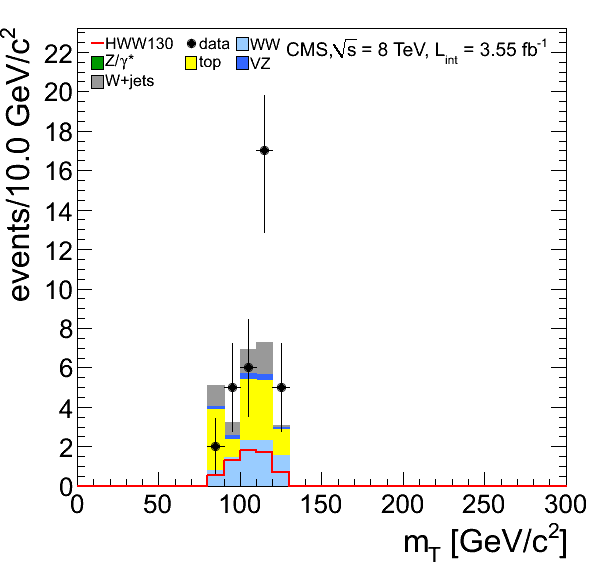 HWW130 data WW CMS,√s = 8 TeV, L_int = 3.55 fb⁻¹
Z/γ* top VZ
W+jets
events/10.0 GeV/c²
22
20
18
16
14
12
10
8
6
4
2
0
0 50 100 150 200 250 300
m_T [GeV/c²]